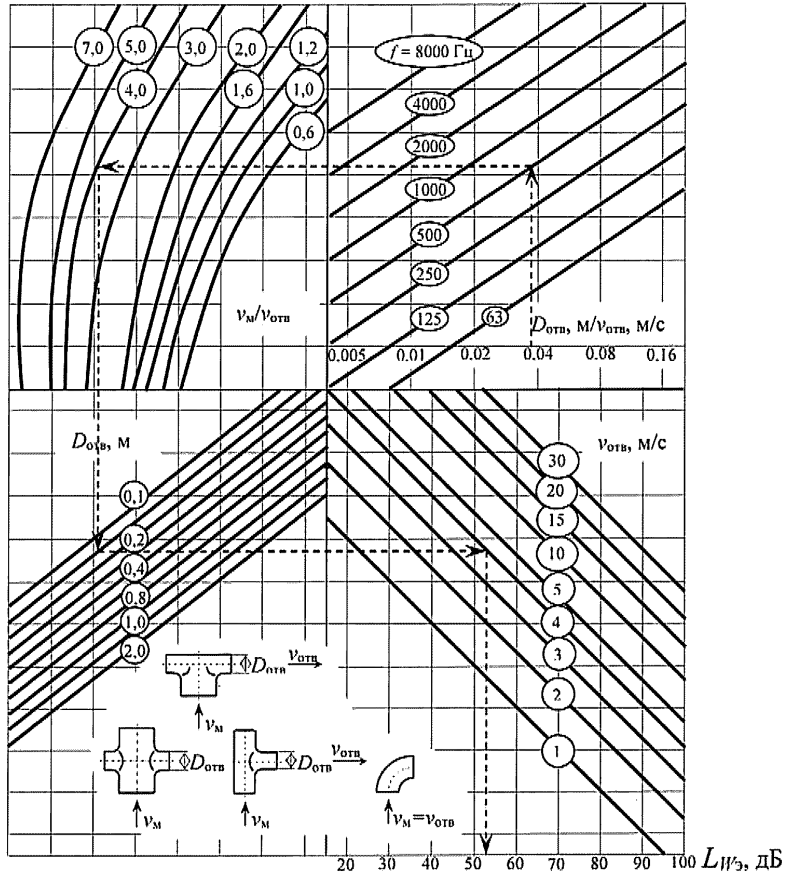 7,0 5,0 3,0 2,0 1,2
4,0 1,6 1,0
0,6
vм/vотв
f = 8000 Гц
4000
2000
1000
500
250
125 63
Dотв, м/vотв, м/с
0.005 0.01 0.02 0.04 0.08 0.16
Dотв, м
0,1
0,2
0,4
0,8
1,0
2,0
vотв, м/с
30
20
15
10
5
4
3
2
1
Dотв vотв
vм
Dотв Dотв vотв
vм vм vм=vотв
20 30 40 50 60 70 80 90 100 LWэ, дБ